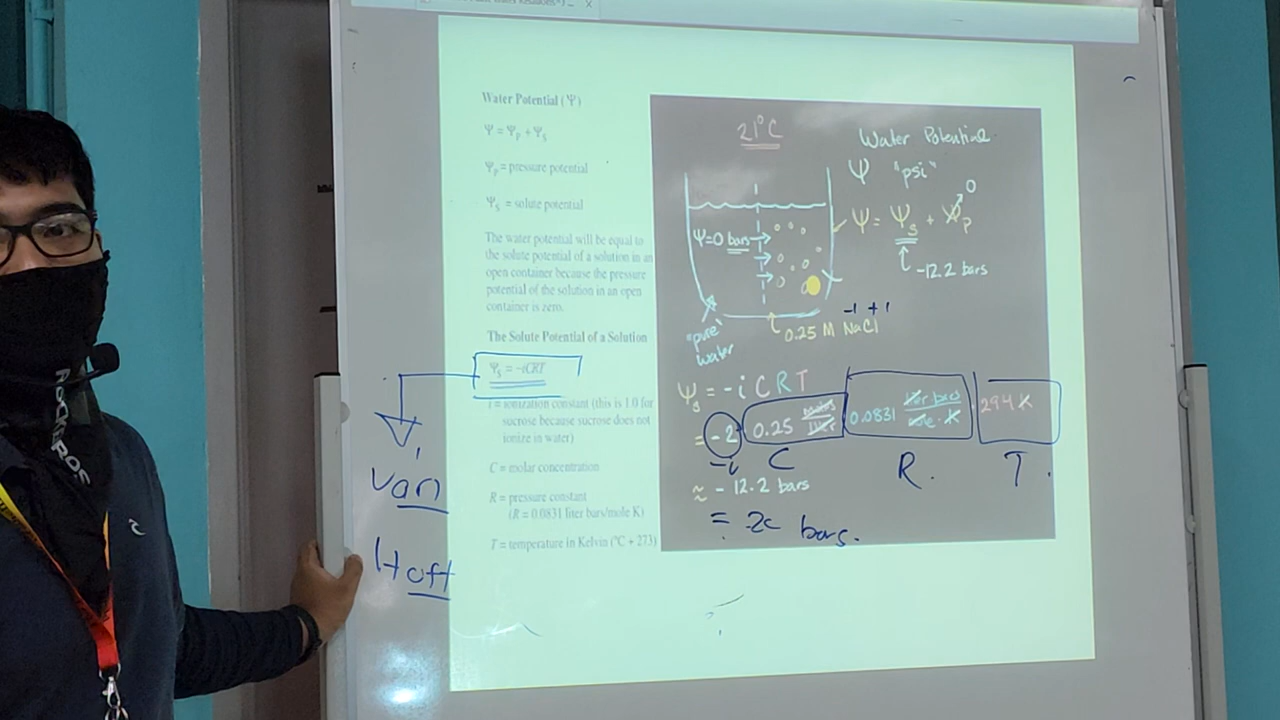 Water Potential (Ψ)
Ψ = Ψp + Ψs
Ψp = pressure potential
Ψs = solute potential
The water potential will be equal to
the solute potential of a solution in an
open container because the pressure
potential of the solution in an open
container is zero.
The Solute Potential of a Solution
Ψs = –iCRT
i = ionization constant (this is 1.0 for
sucrose because sucrose does not
ionize in water)
C = molar concentration
R = pressure constant
(R = 0.0831 liter bars/mole K)
T = temperature in Kelvin (°C + 273)
Van
'
Hoff
21°C
Water Potential
Ψ "psi"
Ψ = Ψs + Ψp 0
-12.2 bars
Ψ=0 bars
"pure"
water
-1 +1
0.25 M NaCl
Ψs = -iCRT
= -2 0.25 0.0831 294 K
-i C R. T.
≈ -12.2 bars
= bars.
ROCKEROS